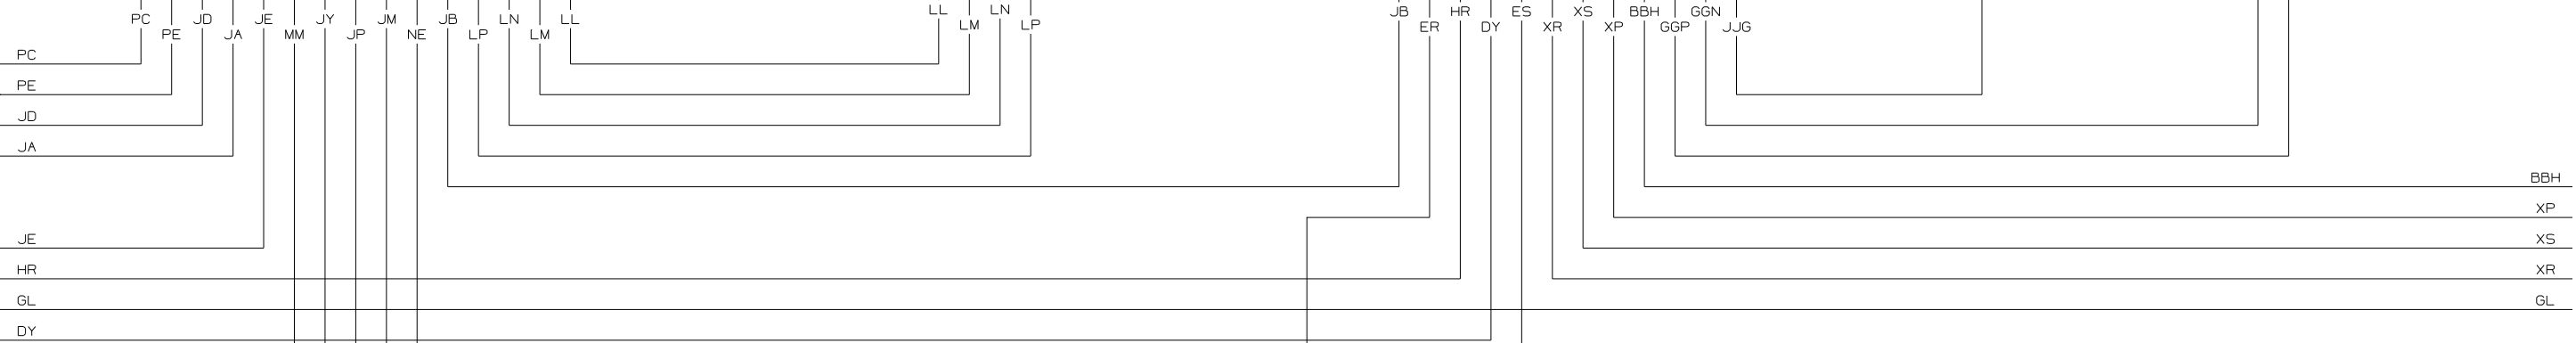 LL LN JB HR ES XS BBH GGN
PC JD JE JY JM JB LN LL LM LP ER DY XR XP GGP JJG
PE JA MM JP NE LP LM
PC
PE
JD
JA
BBH
XP
JE XS
HR XR
GL GL
DY